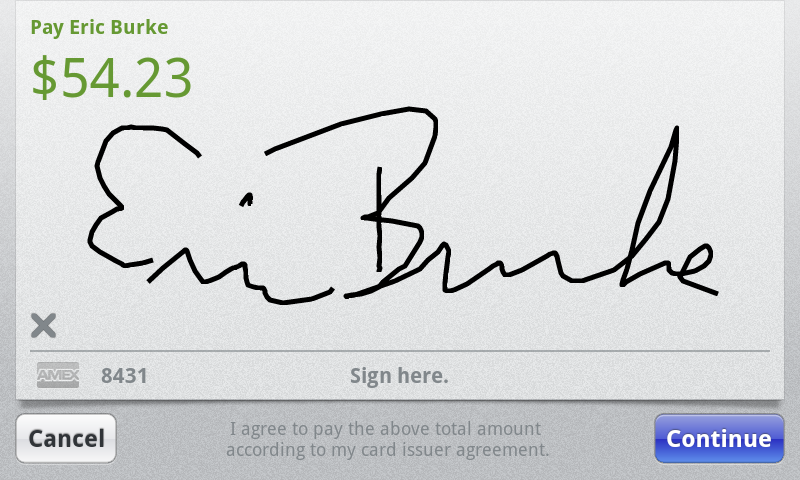 Pay Eric Burke
$54.23
Eric Burke
AMEX 8431 Sign here.
Cancel
I agree to pay the above total amount
according to my card issuer agreement.
Continue